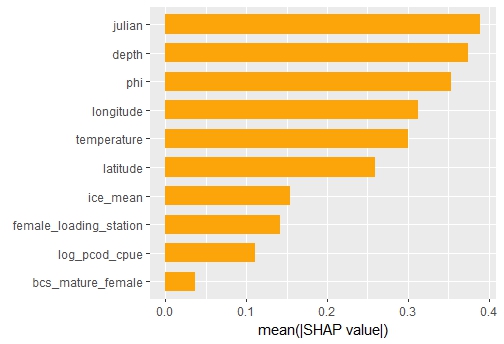 julian
depth
phi
longitude
temperature
latitude
ice_mean
female_loading_station
log_pcod_cpue
bcs_mature_female
0.0 0.1 0.2 0.3 0.4
mean(|SHAP value|)